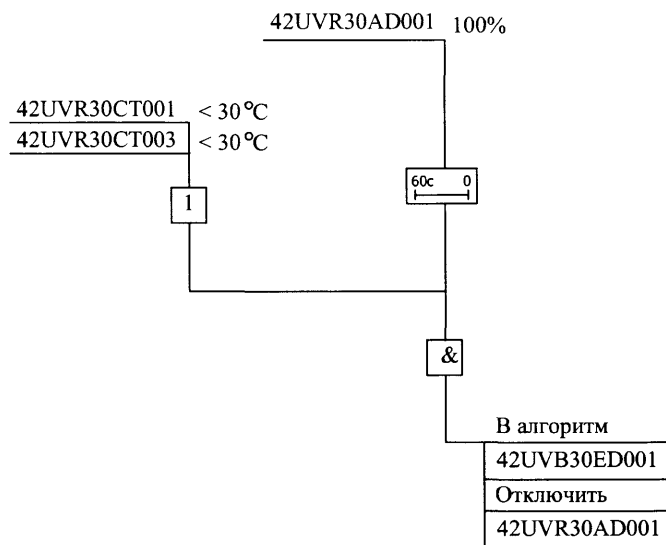 42UVR30AD001 100%
42UVR30CT001 < 30°C
42UVR30CT003 < 30°C
60с 0
1
&
В алгоритм
42UVB30ED001
Отключить
42UVR30AD001